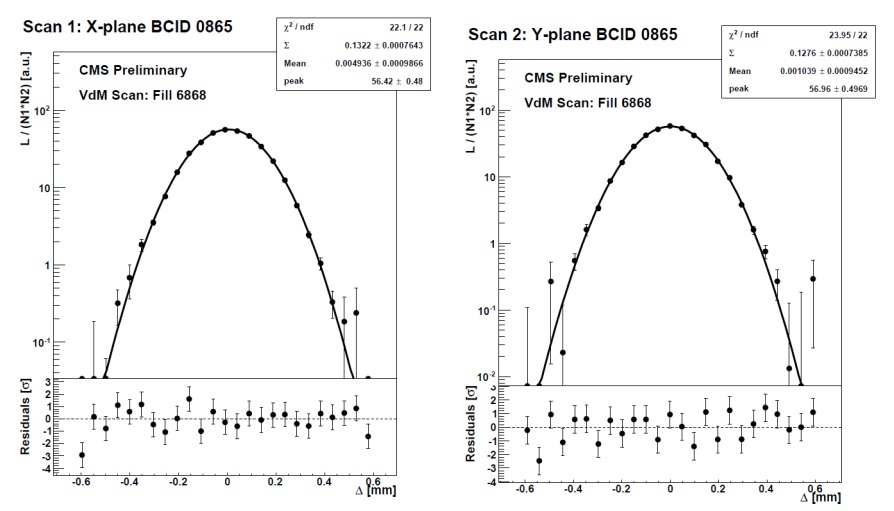 Scan 1: X-plane BCID 0865
χ² / ndf 22.1 / 22
Σ 0.1322 ± 0.0007643
Mean 0.004936 ± 0.0009866
peak 56.42 ± 0.48
CMS Preliminary
VdM Scan: Fill 6868
L / (N1*N2) [a.u.]
10²
10
1
10⁻¹
Residuals [σ]
3
2
1
0
-1
-2
-3
-4
-0.6 -0.4 -0.2 0 0.2 0.4 0.6
Δ [mm]
Scan 2: Y-plane BCID 0865
χ² / ndf 23.95 / 22
Σ 0.1276 ± 0.0007385
Mean 0.001039 ± 0.0009452
peak 56.96 ± 0.4969
CMS Preliminary
VdM Scan: Fill 6868
L / (N1*N2) [a.u.]
10²
10
1
10⁻¹
10⁻²
Residuals [σ]
3
2
1
0
-1
-2
-3
-4
-0.6 -0.4 -0.2 0 0.2 0.4 0.6
Δ [mm]